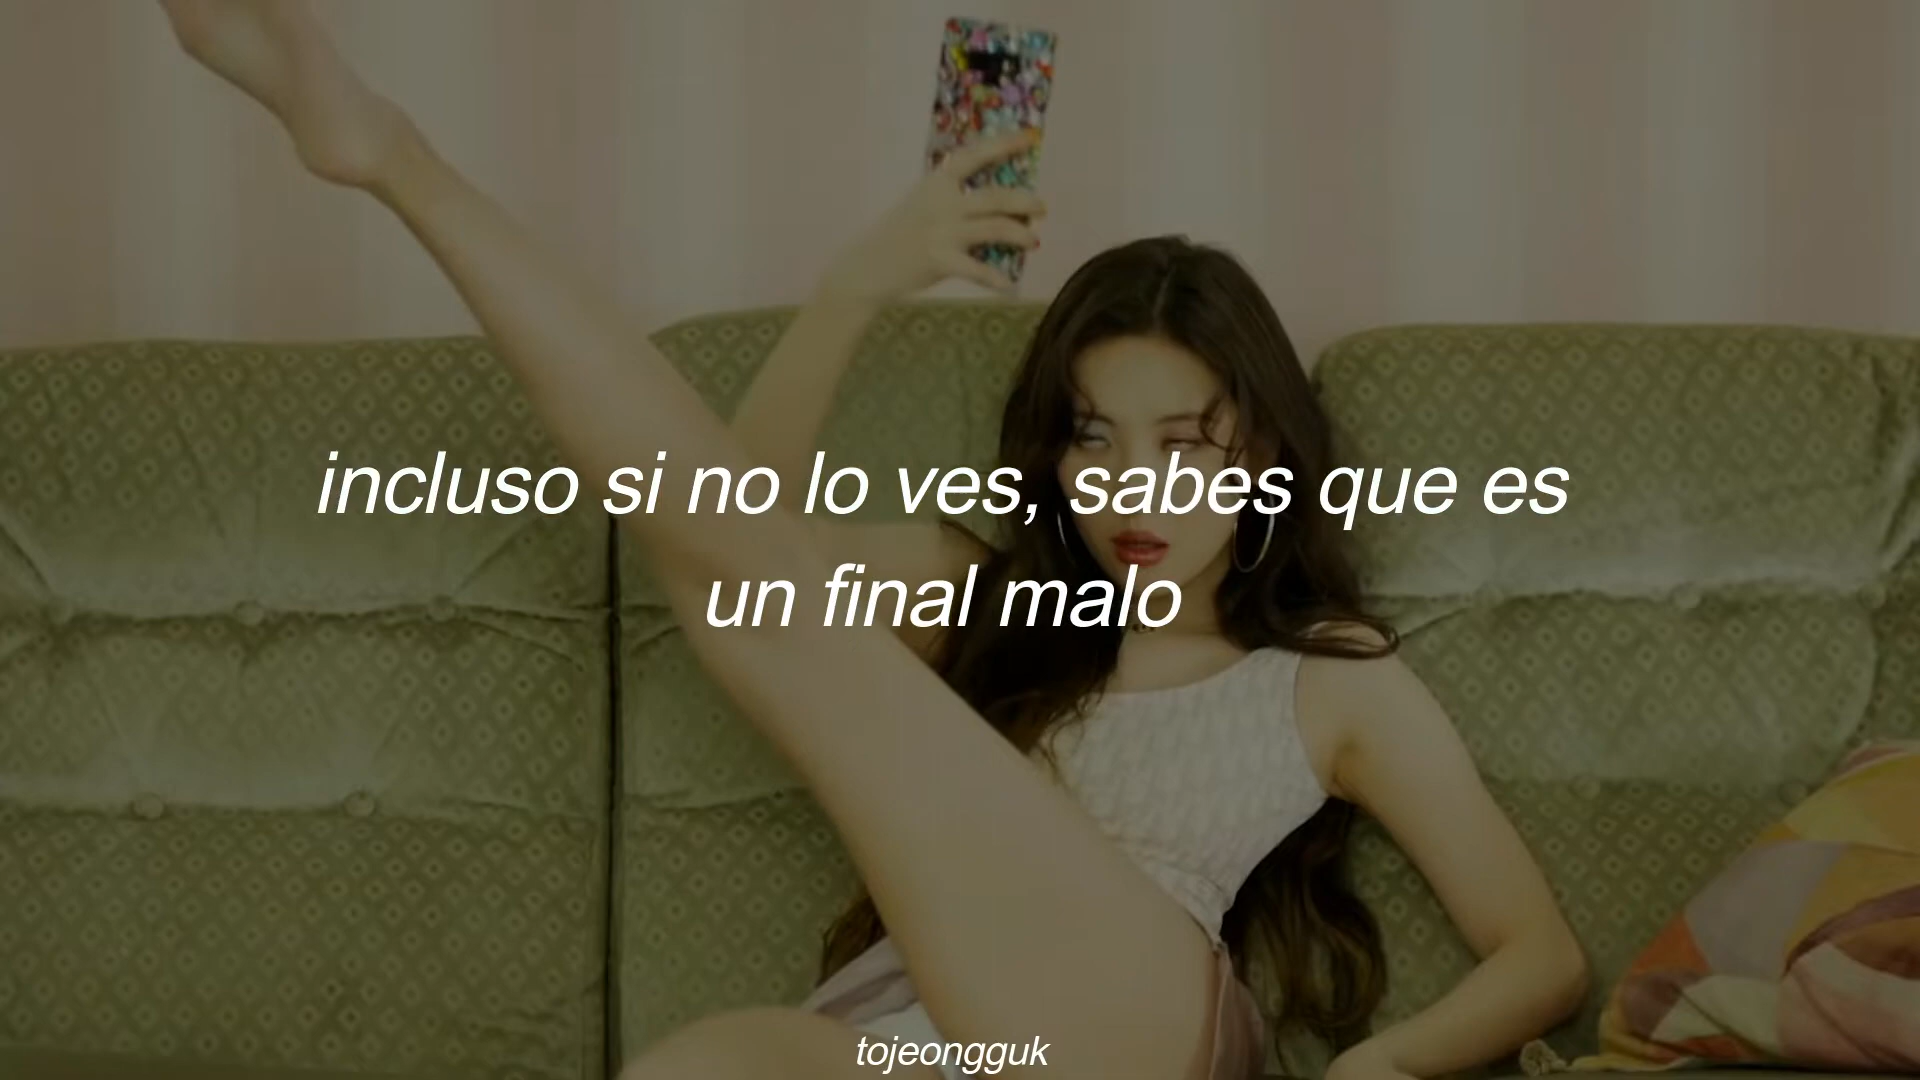 incluso si no lo ves, sabes que es
un final malo
tojeongguk